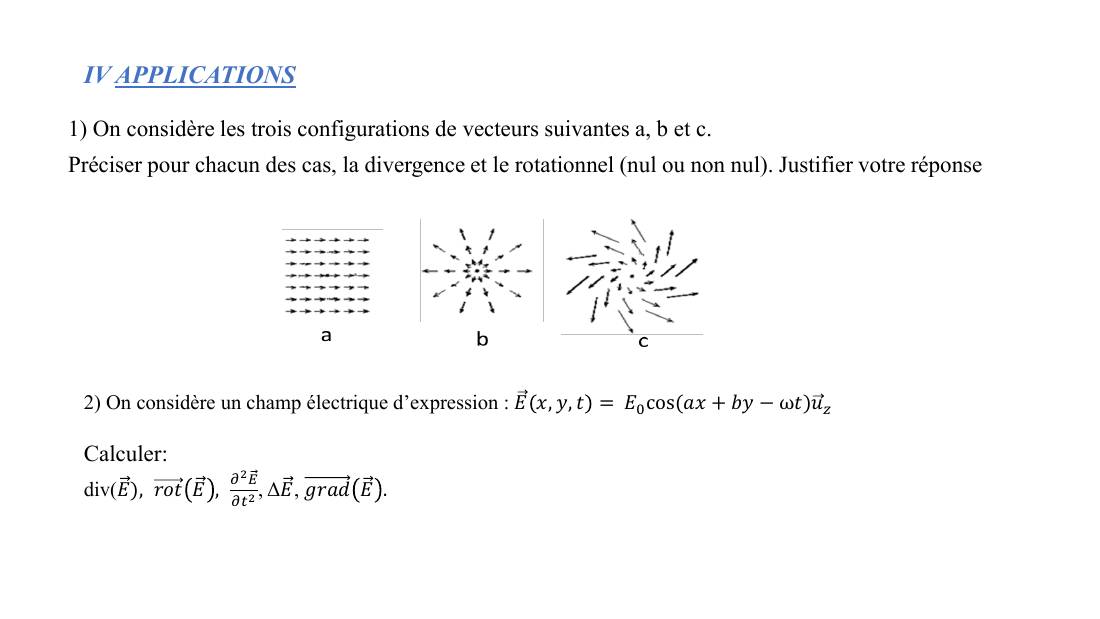 IV APPLICATIONS
1) On considère les trois configurations de vecteurs suivantes a, b et c.
Préciser pour chacun des cas, la divergence et le rotationnel (nul ou non nul). Justifier votre réponse
a
b
c
2) On considère un champ électrique d’expression : E⃗(x, y, t) = E₀cos(ax + by − ωt)u⃗_z
Calculer:
div(E⃗), rot⃗(E⃗), ∂²E⃗/∂t², ∆E⃗, grad⃗(E⃗).